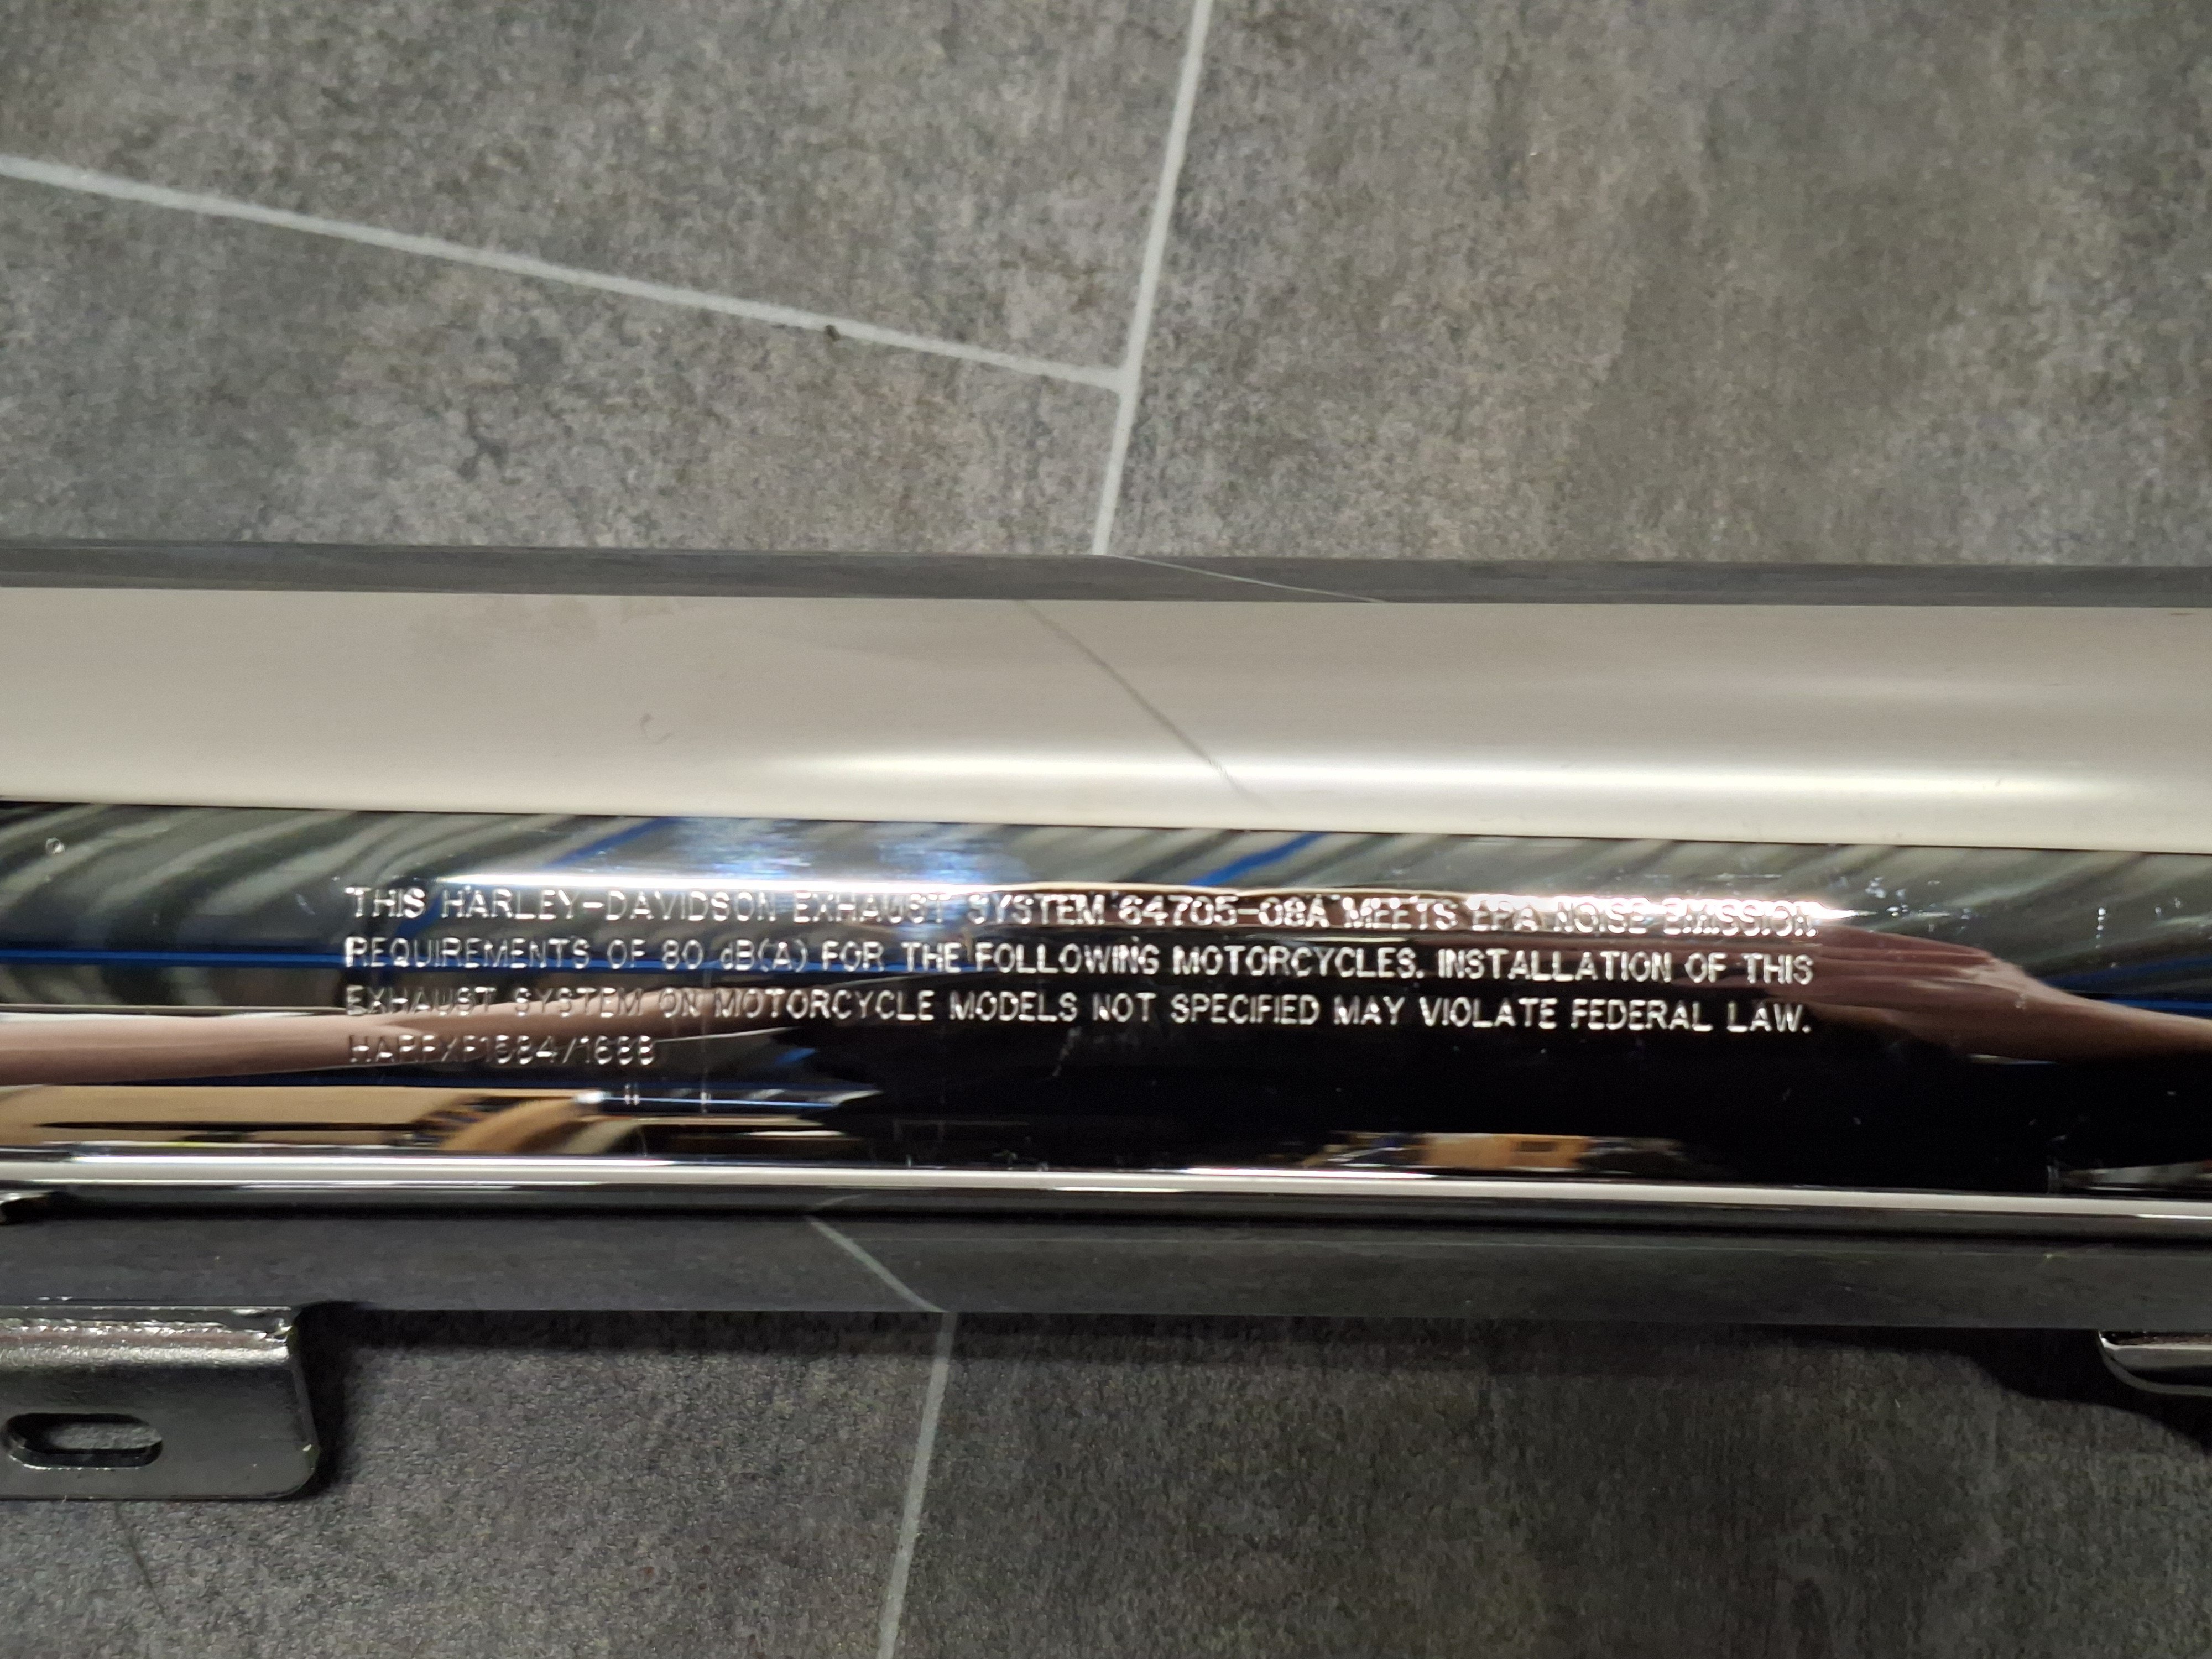 THIS HARLEY-DAVIDSON EXHAUST SYSTEM 64705-08A MEETS EPA NOISE EMISSION
REQUIREMENTS OF 80 dB(A) FOR THE FOLLOWING MOTORCYCLES. INSTALLATION OF THIS
EXHAUST SYSTEM ON MOTORCYCLE MODELS NOT SPECIFIED MAY VIOLATE FEDERAL LAW.